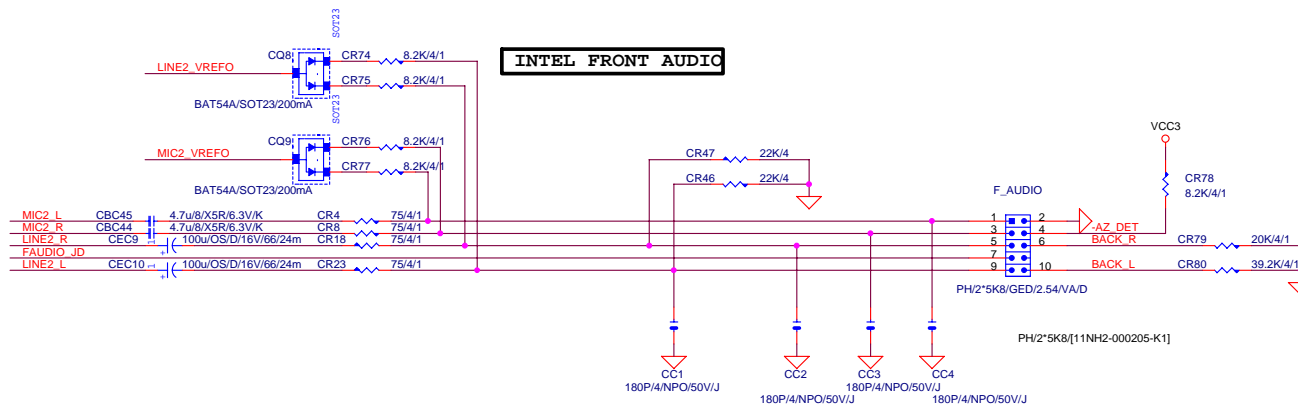 SOT23
CQ8
CR74
8.2K/4/1
INTEL FRONT AUDIO
LINE2_VREFO
CR75
8.2K/4/1
BAT54A/SOT23/200mA
SOT23
CQ9
CR76
8.2K/4/1
MIC2_VREFO
CR77
8.2K/4/1
BAT54A/SOT23/200mA
VCC3
CR47
22K/4
CR46
22K/4
CR78
8.2K/4/1
F_AUDIO
MIC2_L
CBC45
4.7u/8/X5R/6.3V/K
CR4
75/4/1
1
2
MIC2_R
CBC44
4.7u/8/X5R/6.3V/K
CR8
75/4/1
3
4
-AZ_DET
LINE2_R
CEC9
1
100u/OS/D/16V/66/24m
CR18
75/4/1
5
6
BACK_R
CR79
20K/4/1
FAUDIO_JD
7
LINE2_L
CEC10
1
100u/OS/D/16V/66/24m
CR23
75/4/1
9
10
BACK_L
CR80
39.2K/4/1
+
+
PH/2*5K8/GED/2.54/VA/D
PH/2*5K8/[11NH2-000205-K1]
CC1
180P/4/NPO/50V/J
CC2
180P/4/NPO/50V/J
CC3
180P/4/NPO/50V/J
CC4
180P/4/NPO/50V/J